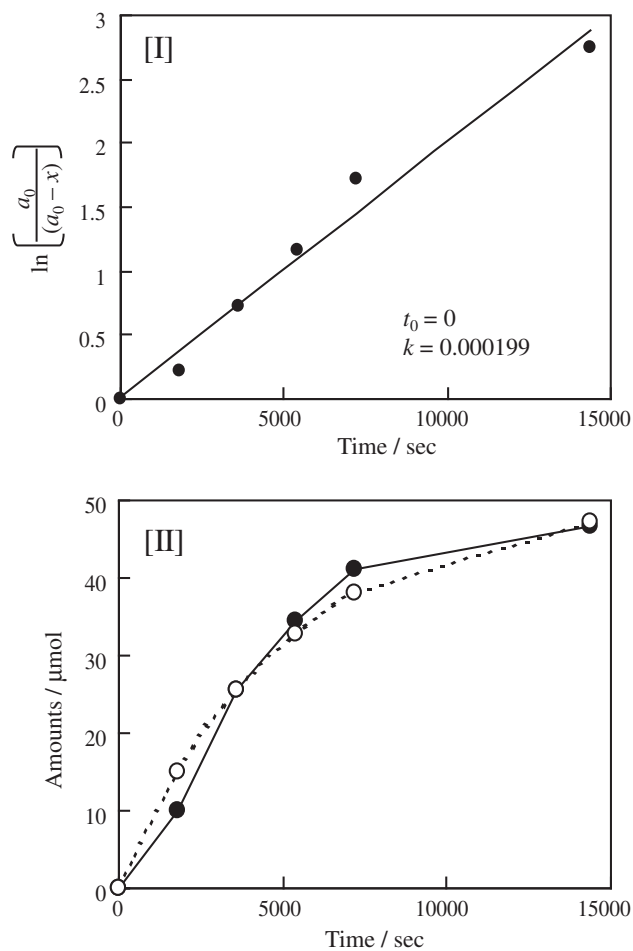 3
2.5
2
1.5
1
0.5
0
[I]
ln [a₀ / (a₀ − x)]
t₀ = 0
k = 0.000199
0 5000 10000 15000
Time / sec
50
40
30
20
10
0
[II]
Amounts / μmol
0 5000 10000 15000
Time / sec